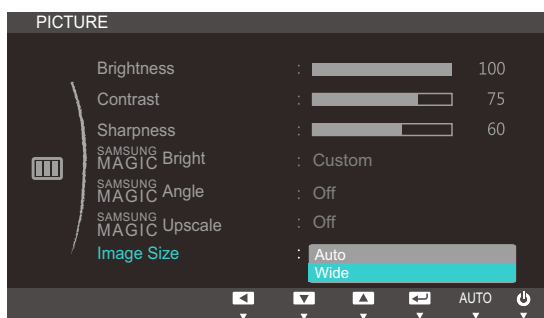 PICTURE
Brightness : 100
Contrast : 75
Sharpness : 60
SAMSUNG MAGIC Bright : Custom
SAMSUNG MAGIC Angle : Off
SAMSUNG MAGIC Upscale : Off
Image Size : Auto
Wide
AUTO